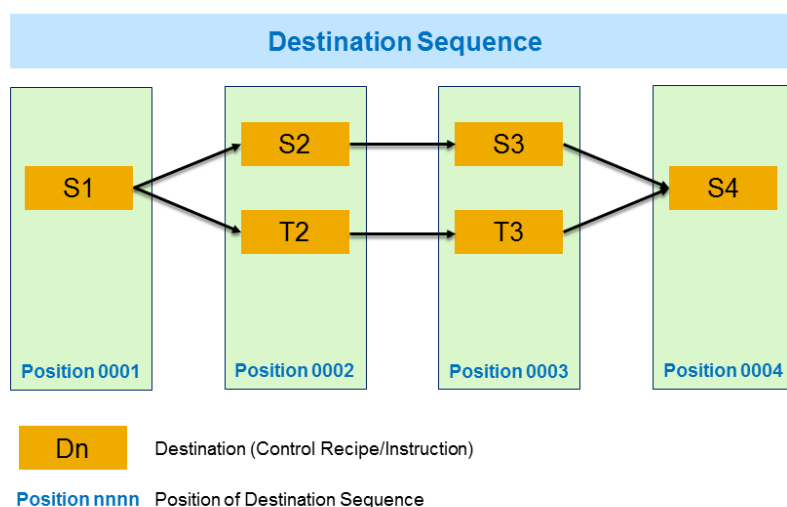 Destination Sequence
S1
S2
S3
S4
T2
T3
Position 0001
Position 0002
Position 0003
Position 0004
Dn
Destination (Control Recipe/Instruction)
Position nnnn
Position of Destination Sequence